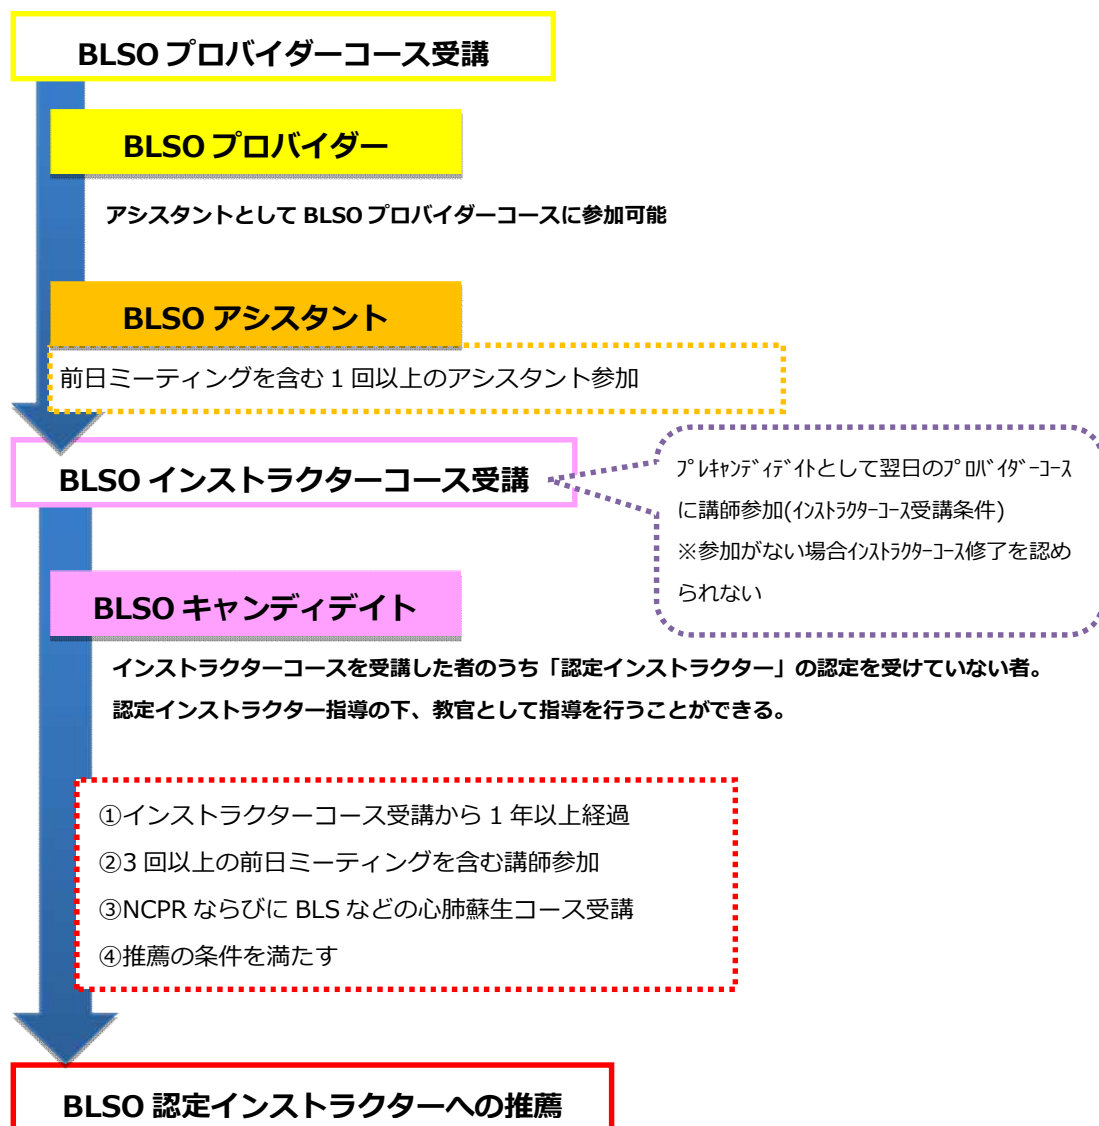 BLSO プロバイダーコース受講
BLSO プロバイダー
アシスタントとして BLSO プロバイダーコースに参加可能
BLSO アシスタント
前日ミーティングを含む 1 回以上のアシスタント参加
BLSO インストラクターコース受講
ﾌﾟﾚｷｬﾝﾃﾞｨﾃﾞｲﾄとして翌日のﾌﾟﾛﾊﾞｲﾀﾞｰｺｰｽ
に講師参加(ｲﾝｽﾄﾗｸﾀｰｺｰｽ受講条件)
※参加がない場合ｲﾝｽﾄﾗｸﾀｰｺｰｽ修了を認め
られない
BLSO キャンディデイト
インストラクターコースを受講した者のうち「認定インストラクター」の認定を受けていない者。
認定インストラクター指導の下、教官として指導を行うことができる。
①インストラクターコース受講から 1 年以上経過
②3 回以上の前日ミーティングを含む講師参加
③NCPR ならびに BLS などの心肺蘇生コース受講
④推薦の条件を満たす
BLSO 認定インストラクターへの推薦